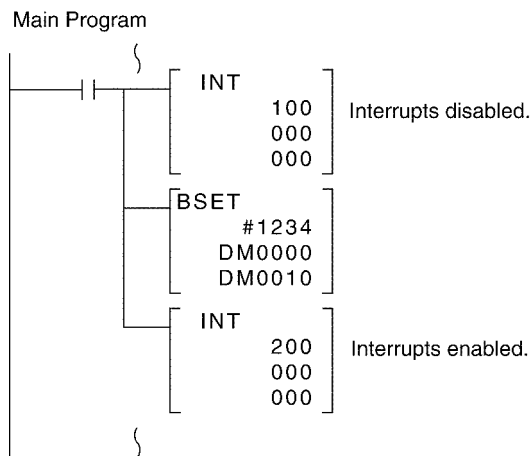 Main Program
INT
100
Interrupts disabled.
000
000
BSET
#1234
DM0000
DM0010
INT
200
Interrupts enabled.
000
000